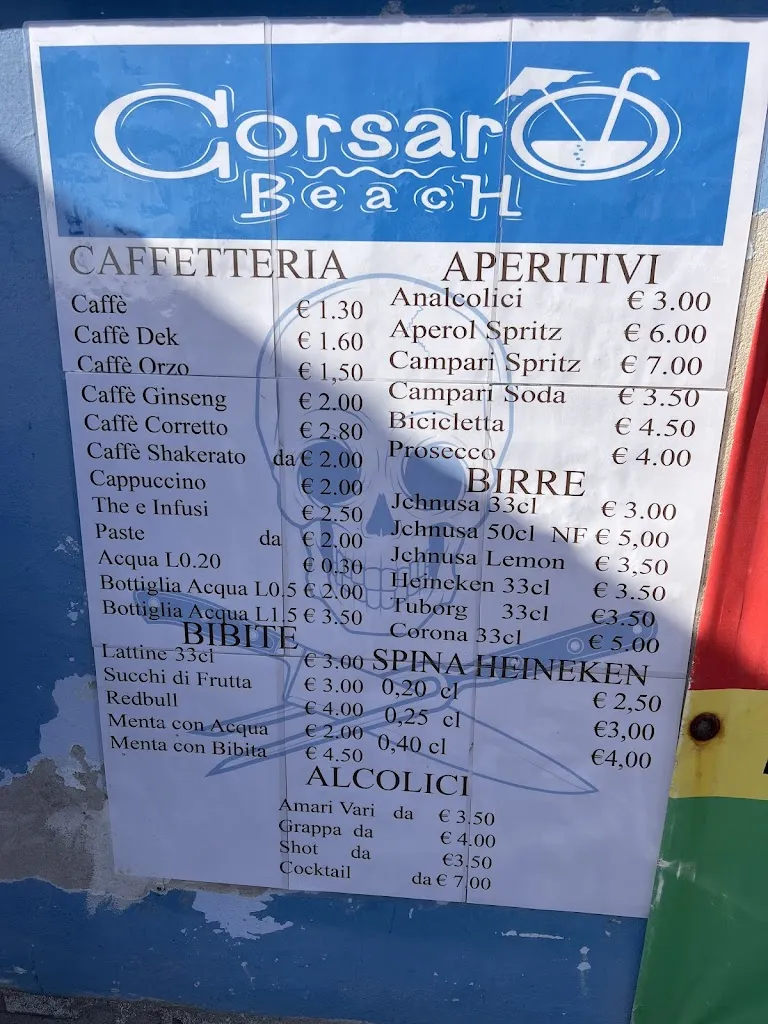 Corsaro
Beach
CAFFETTERIA
Caffè € 1.30
Caffè Dek € 1.60
Caffè Orzo € 1,50
Caffè Ginseng € 2.00
Caffè Corretto € 2.80
Caffè Shakerato da € 2.00
Cappuccino € 2.00
The e Infusi € 2.50
Paste da € 2.00
Acqua L0.20 € 0.30
Bottiglia Acqua L0.5 € 2.00
Bottiglia Acqua L1.5 € 3.50
BIBITE
Lattine 33cl € 3.00
Succhi di Frutta € 3.00
Redbull € 4.00
Menta con Acqua € 2.00
Menta con Bibita € 4.50
APERITIVI
Analcolici € 3.00
Aperol Spritz € 6.00
Campari Spritz € 7.00
Campari Soda € 3.50
Bicicletta € 4.50
Prosecco € 4.00
BIRRE
Jchnusa 33cl € 3.00
Jchnusa 50cl NF € 5,00
Jchnusa Lemon € 3,50
Heineken 33cl € 3.50
Tuborg 33cl €3.50
Corona 33cl € 5.00
SPINA HEINEKEN
0,20 cl € 2,50
0,25 cl €3,00
0,40 cl €4,00
ALCOLICI
Amari Vari da € 3.50
Grappa da € 4.00
Shot da €3.50
Cocktail da € 7.00